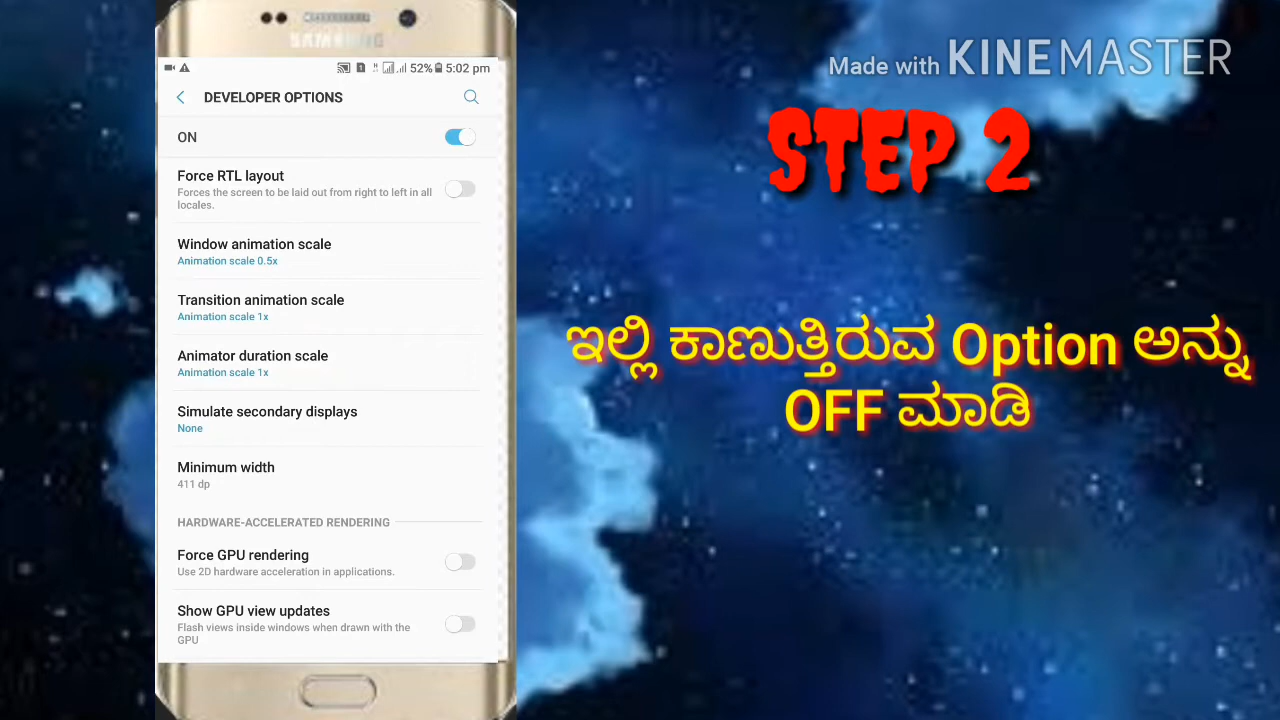 SAMSUNG
52% 5:02 pm
DEVELOPER OPTIONS
ON
Force RTL layout
Forces the screen to be laid out from right to left in all
locales.
Window animation scale
Animation scale 0.5x
Transition animation scale
Animation scale 1x
Animator duration scale
Animation scale 1x
Simulate secondary displays
None
Minimum width
411 dp
HARDWARE-ACCELERATED RENDERING
Force GPU rendering
Use 2D hardware acceleration in applications.
Show GPU view updates
Flash views inside windows when drawn with the
GPU
Made with KINEMASTER
STEP 2
ಇಲ್ಲಿ ಕಾಣುತ್ತಿರುವ Option ಅನ್ನು
OFF ಮಾಡಿ